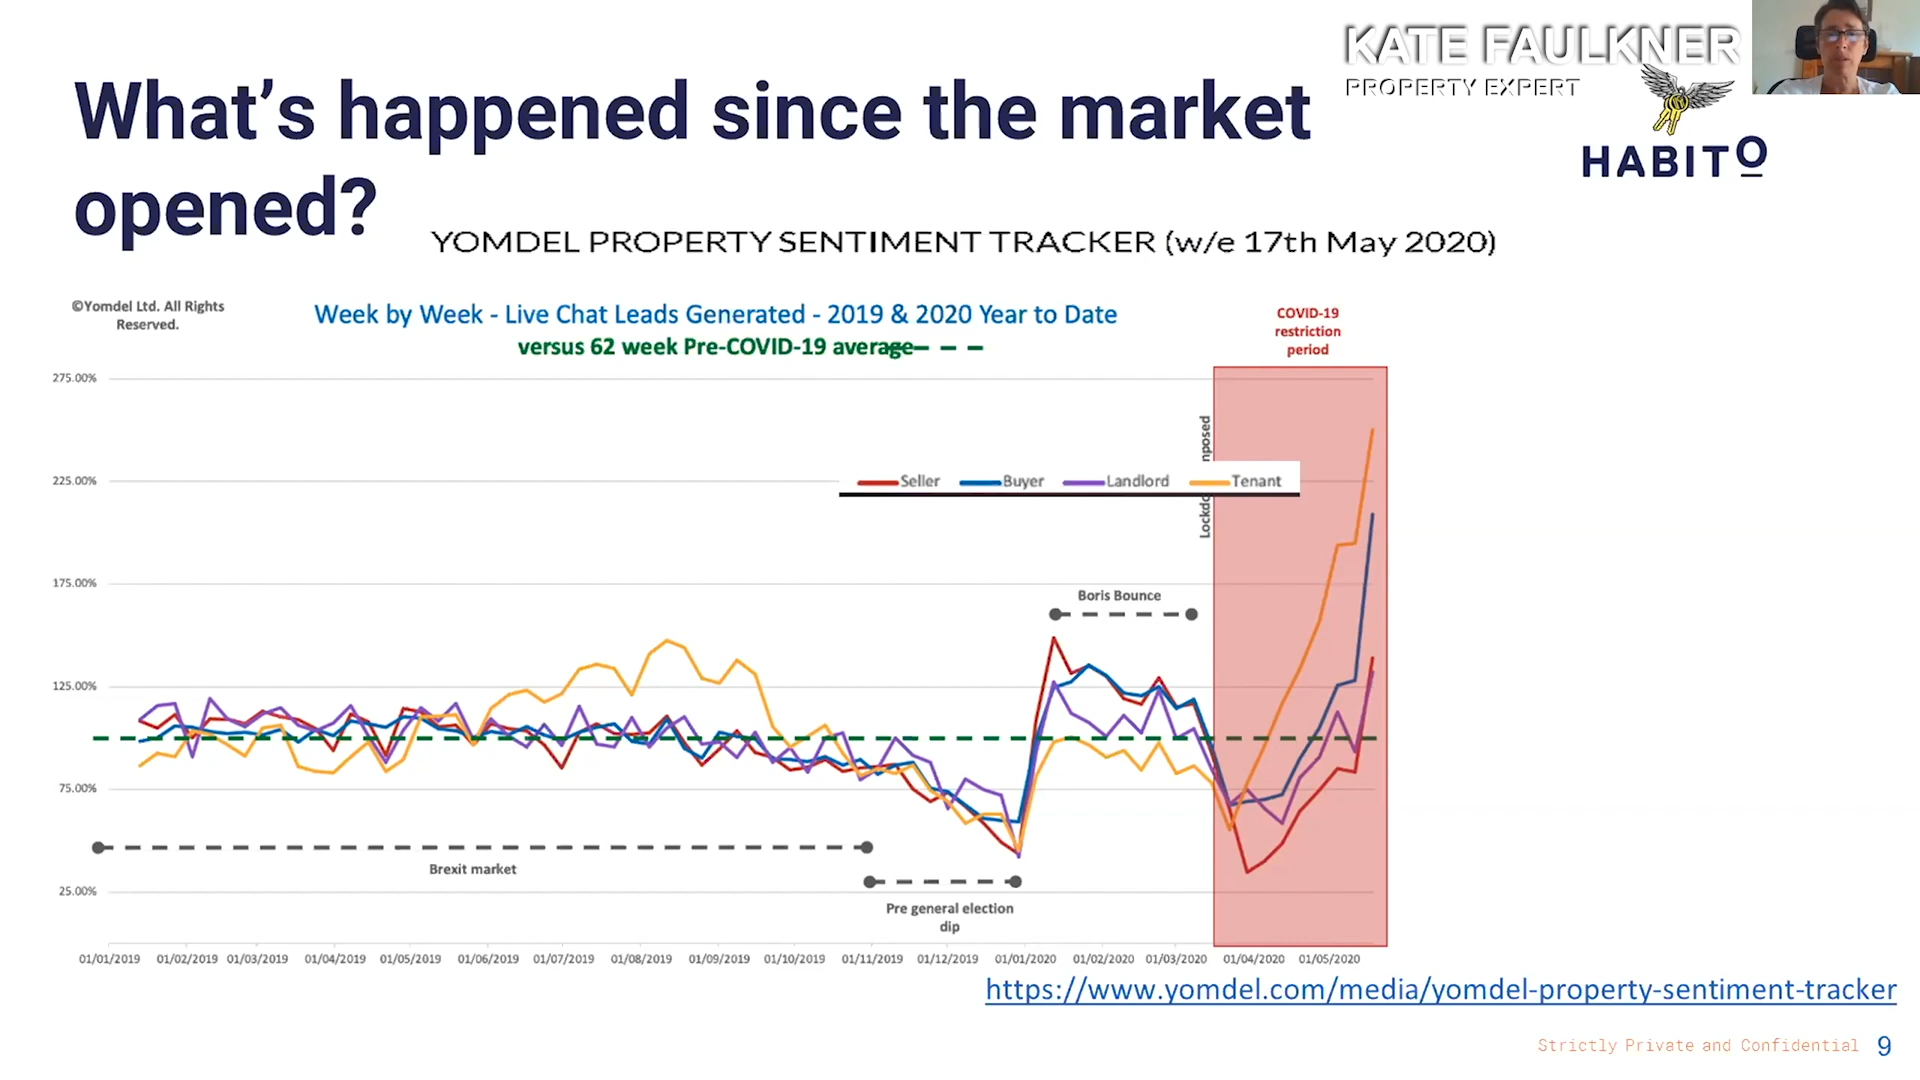 KATE FAULKNER
PROPERTY EXPERT
HABITO
What's happened since the market
opened?
YOMDEL PROPERTY SENTIMENT TRACKER (w/e 17th May 2020)
©Yomdel Ltd. All Rights
Reserved.
Week by Week - Live Chat Leads Generated - 2019 & 2020 Year to Date
versus 62 week Pre-COVID-19 average
COVID-19
restriction
period
275.00%
225.00%
175.00%
125.00%
75.00%
25.00%
Seller Buyer Landlord Tenant
Boris Bounce
Brexit market
Pre general election
dip
01/01/2019 01/02/2019 01/03/2019 01/04/2019 01/05/2019 01/06/2019 01/07/2019 01/08/2019 01/09/2019 01/10/2019 01/11/2019 01/12/2019 01/01/2020 01/02/2020 01/03/2020 01/04/2020 01/05/2020
https://www.yomdel.com/media/yomdel-property-sentiment-tracker
Strictly Private and Confidential 9